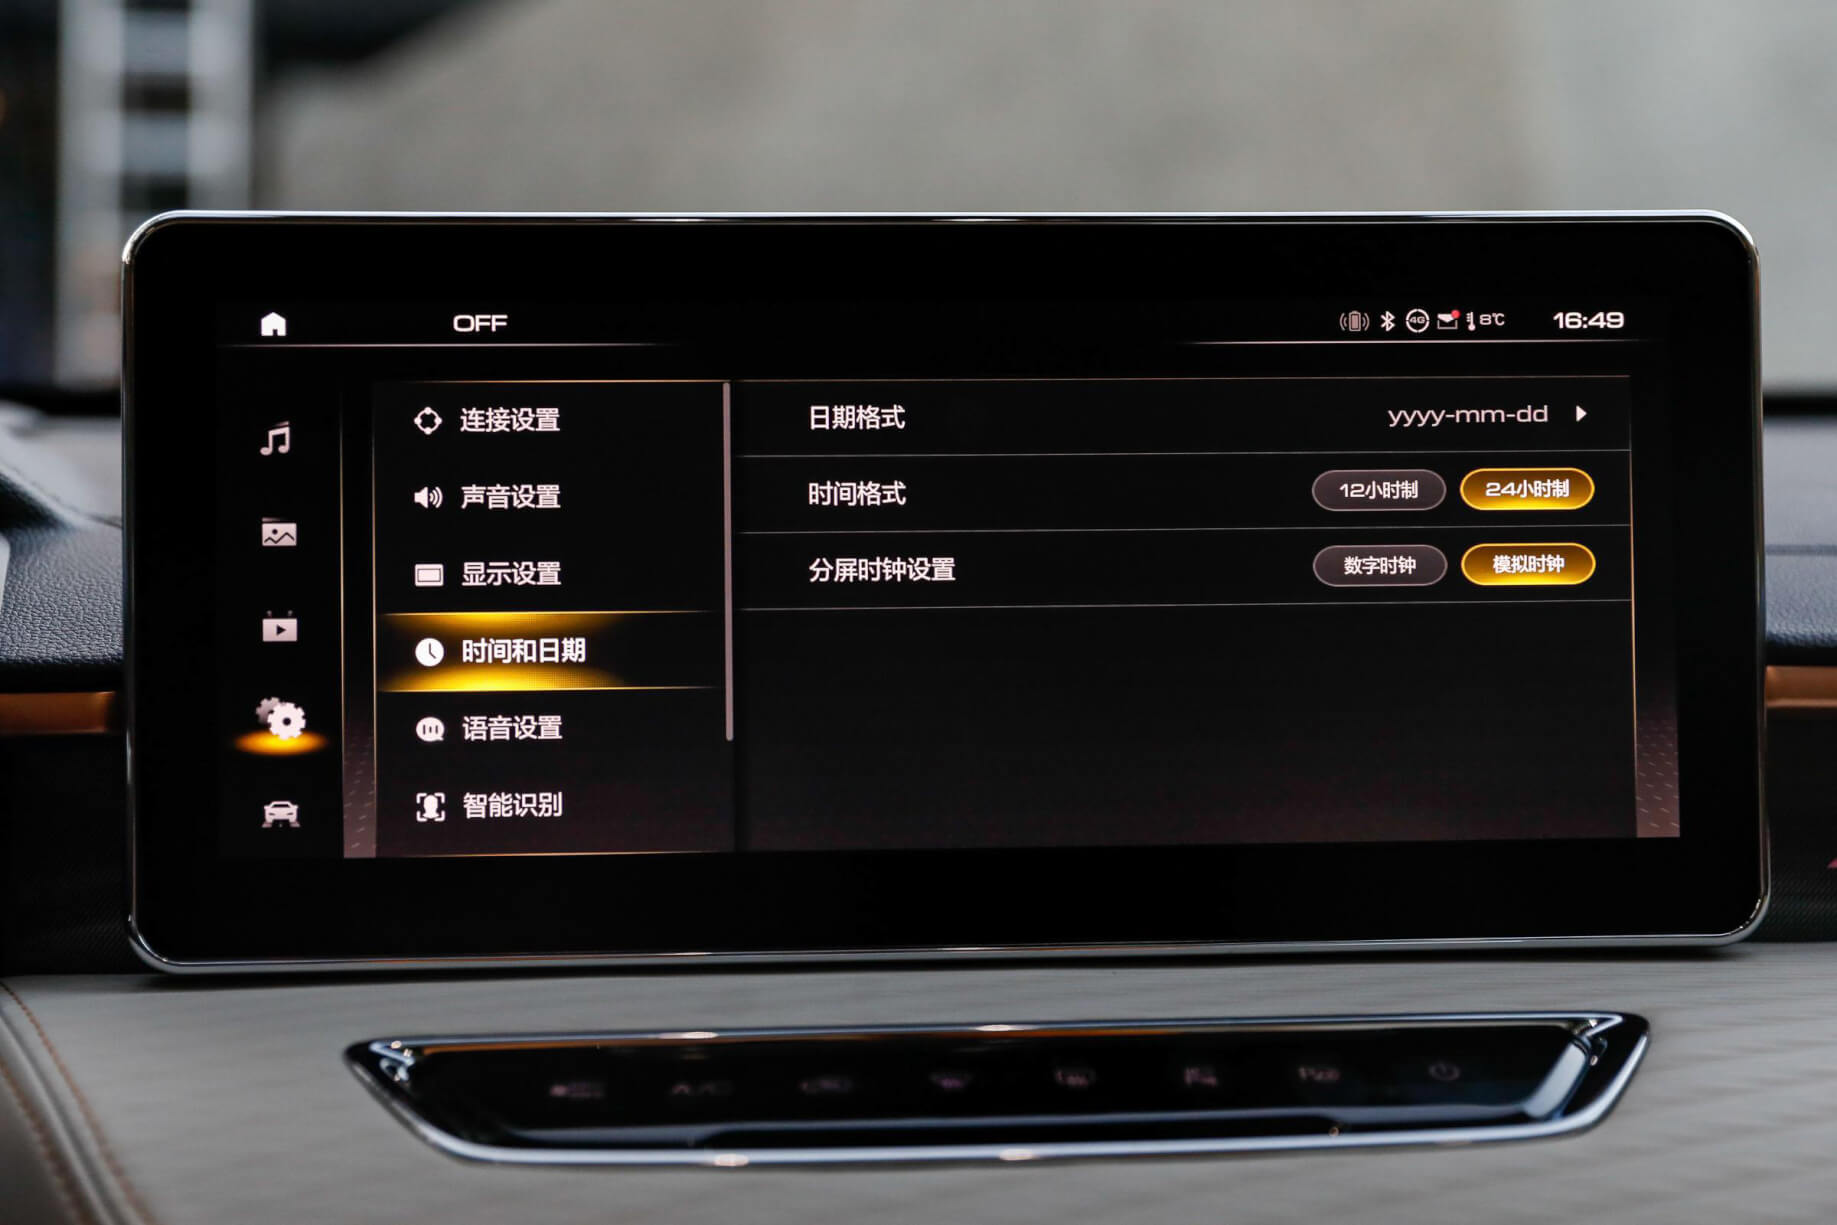 OFF
4G 8℃ 16:49
连接设置
声音设置
显示设置
时间和日期
语音设置
智能识别
日期格式 yyyy-mm-dd
时间格式 12小时制 24小时制
分屏时钟设置 数字时钟 模拟时钟